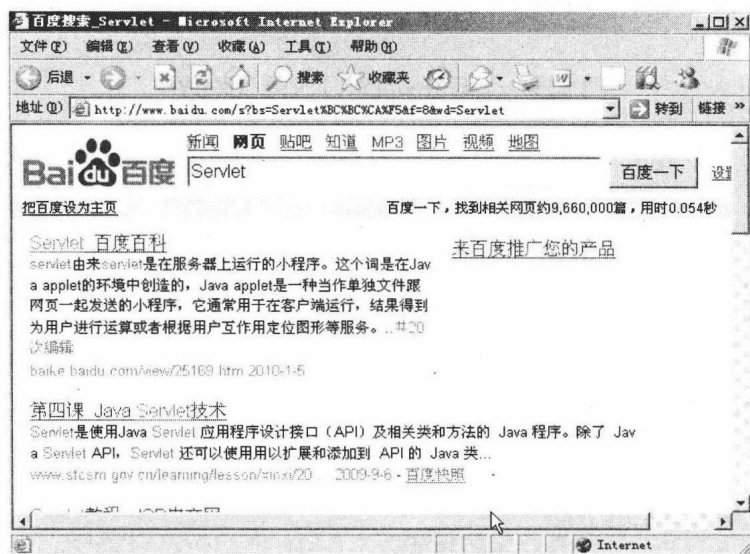 百度搜索_Servlet - Microsoft Internet Explorer
文件(F) 编辑(E) 查看(V) 收藏(A) 工具(T) 帮助(H)
后退 搜索 收藏夹
地址(D) http://www.baidu.com/s?bs=Servlet%BC%BC%CA%F5&f=8&wd=Servlet 转到 链接 »
新闻 网页 贴吧 知道 MP3 图片 视频 地图
Bai du 百度 Servlet 百度一下 设置
把百度设为主页 百度一下，找到相关网页约9,660,000篇，用时0.054秒
Servlet 百度百科 来百度推广您的产品
servlet由来servlet是在服务器上运行的小程序。这个词是在Jav
a applet的环境中创造的，Java applet是一种当作单独文件跟
网页一起发送的小程序，它通常用于在客户端运行，结果得到
为用户进行运算或者根据用户互作用定位图形等服务。...共20
次编辑
baike.baidu.com/view/25169.htm 2010-1-5
第四课 Java Servlet技术
Servlet是使用Java Servlet 应用程序设计接口（API）及相关类和方法的 Java 程序。除了 Jav
a Servlet API，Servlet 还可以使用用以扩展和添加到 API 的 Java 类...
www.stcsm.gov.cn/learning/lesson/xinxi/20... 2009-9-6 - 百度快照
Internet